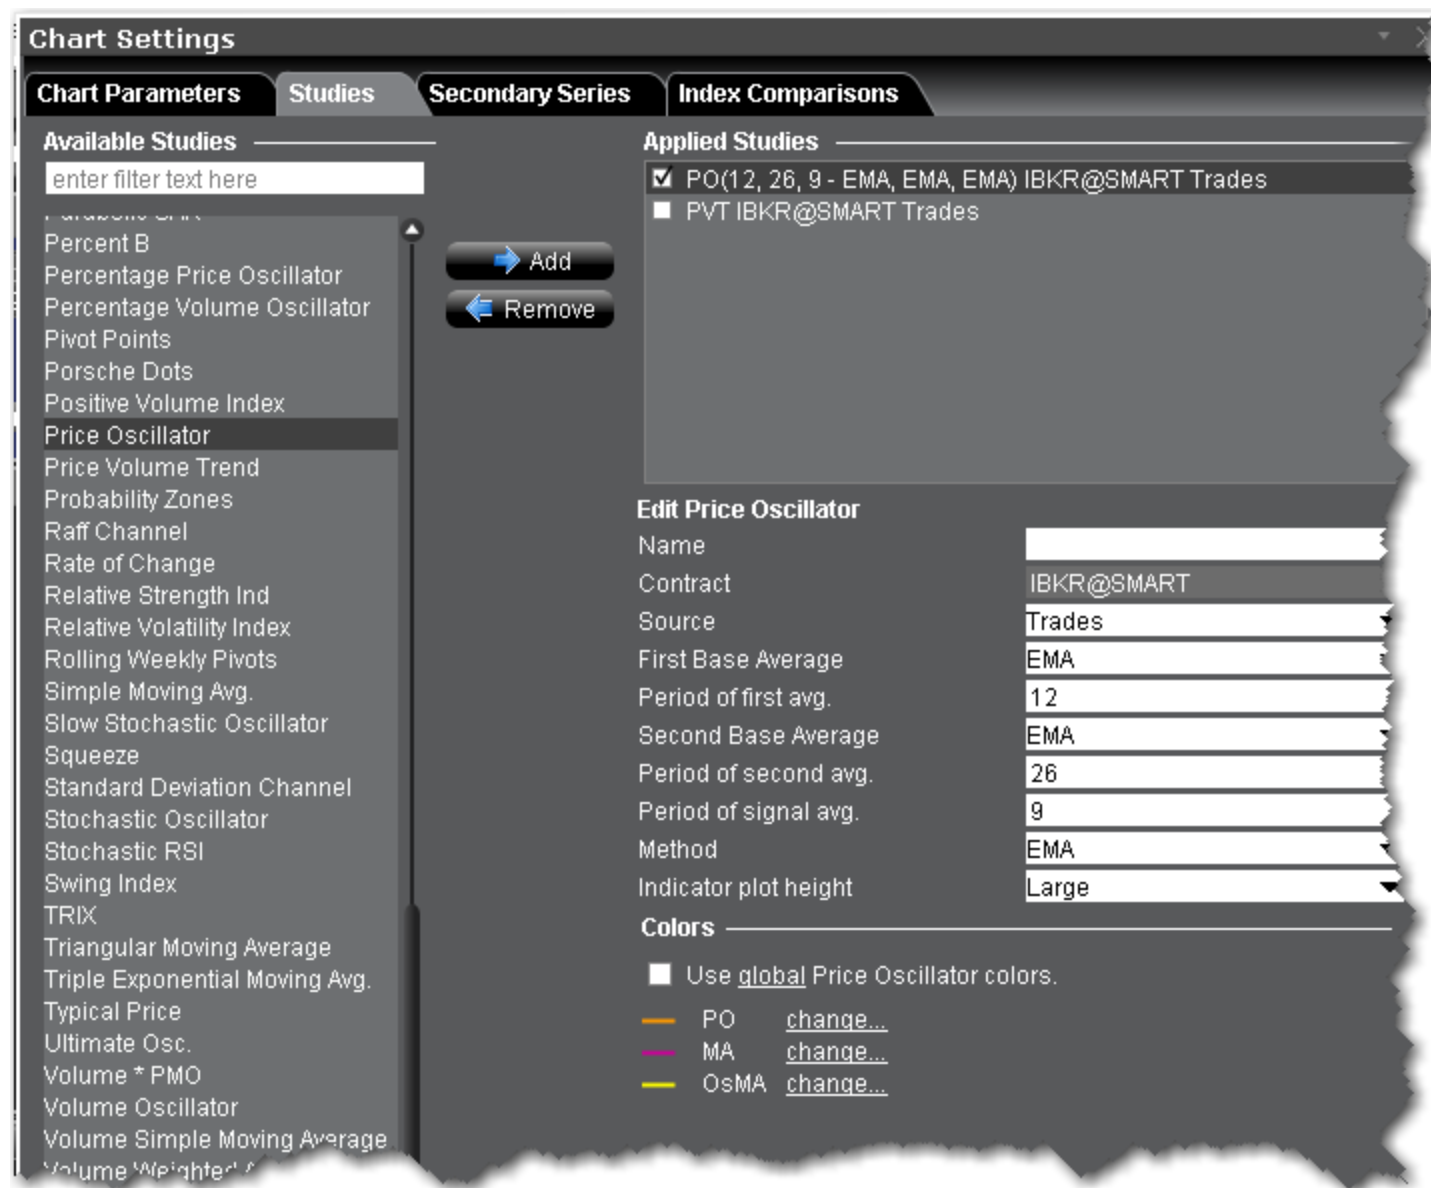 Chart Settings
Chart Parameters
Studies
Secondary Series
Index Comparisons
Available Studies
enter filter text here
Percent B
Percentage Price Oscillator
Percentage Volume Oscillator
Pivot Points
Porsche Dots
Positive Volume Index
Price Oscillator
Price Volume Trend
Probability Zones
Raff Channel
Rate of Change
Relative Strength Ind
Relative Volatility Index
Rolling Weekly Pivots
Simple Moving Avg.
Slow Stochastic Oscillator
Squeeze
Standard Deviation Channel
Stochastic Oscillator
Stochastic RSI
Swing Index
TRIX
Triangular Moving Average
Triple Exponential Moving Avg.
Typical Price
Ultimate Osc.
Volume * PMO
Volume Oscillator
Volume Simple Moving Average
Volume Weighted
Add
Remove
Applied Studies
PO(12, 26, 9 - EMA, EMA, EMA) IBKR@SMART Trades
PVT IBKR@SMART Trades
Edit Price Oscillator
Name
Contract IBKR@SMART
Source Trades
First Base Average EMA
Period of first avg. 12
Second Base Average EMA
Period of second avg. 26
Period of signal avg. 9
Method EMA
Indicator plot height Large
Colors
Use global Price Oscillator colors.
PO change...
MA change...
OsMA change...